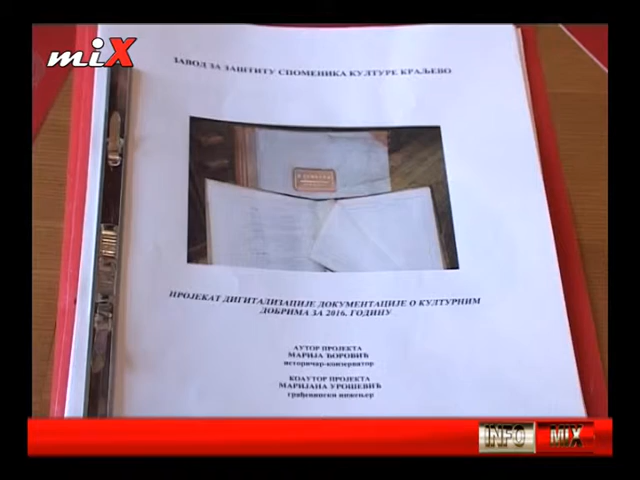 miX
ЗАВОД ЗА ЗАШТИТУ СПОМЕНИКА КУЛТУРЕ КРАЉЕВО
ПРОЈЕКАТ ДИГИТАЛИЗАЦИЈЕ ДОКУМЕНТАЦИЈЕ О КУЛТУРНИМ
ДОБРИМА ЗА 2016. ГОДИНУ
АУТОР ПРОЈЕКТА
МАРИЈА ЂОРОВИЋ
историчар-конзерватор
КОАУТОР ПРОЈЕКТА
МАРИЈАНА УРОШЕВИЋ
грађевински инжењер
INFO MIX